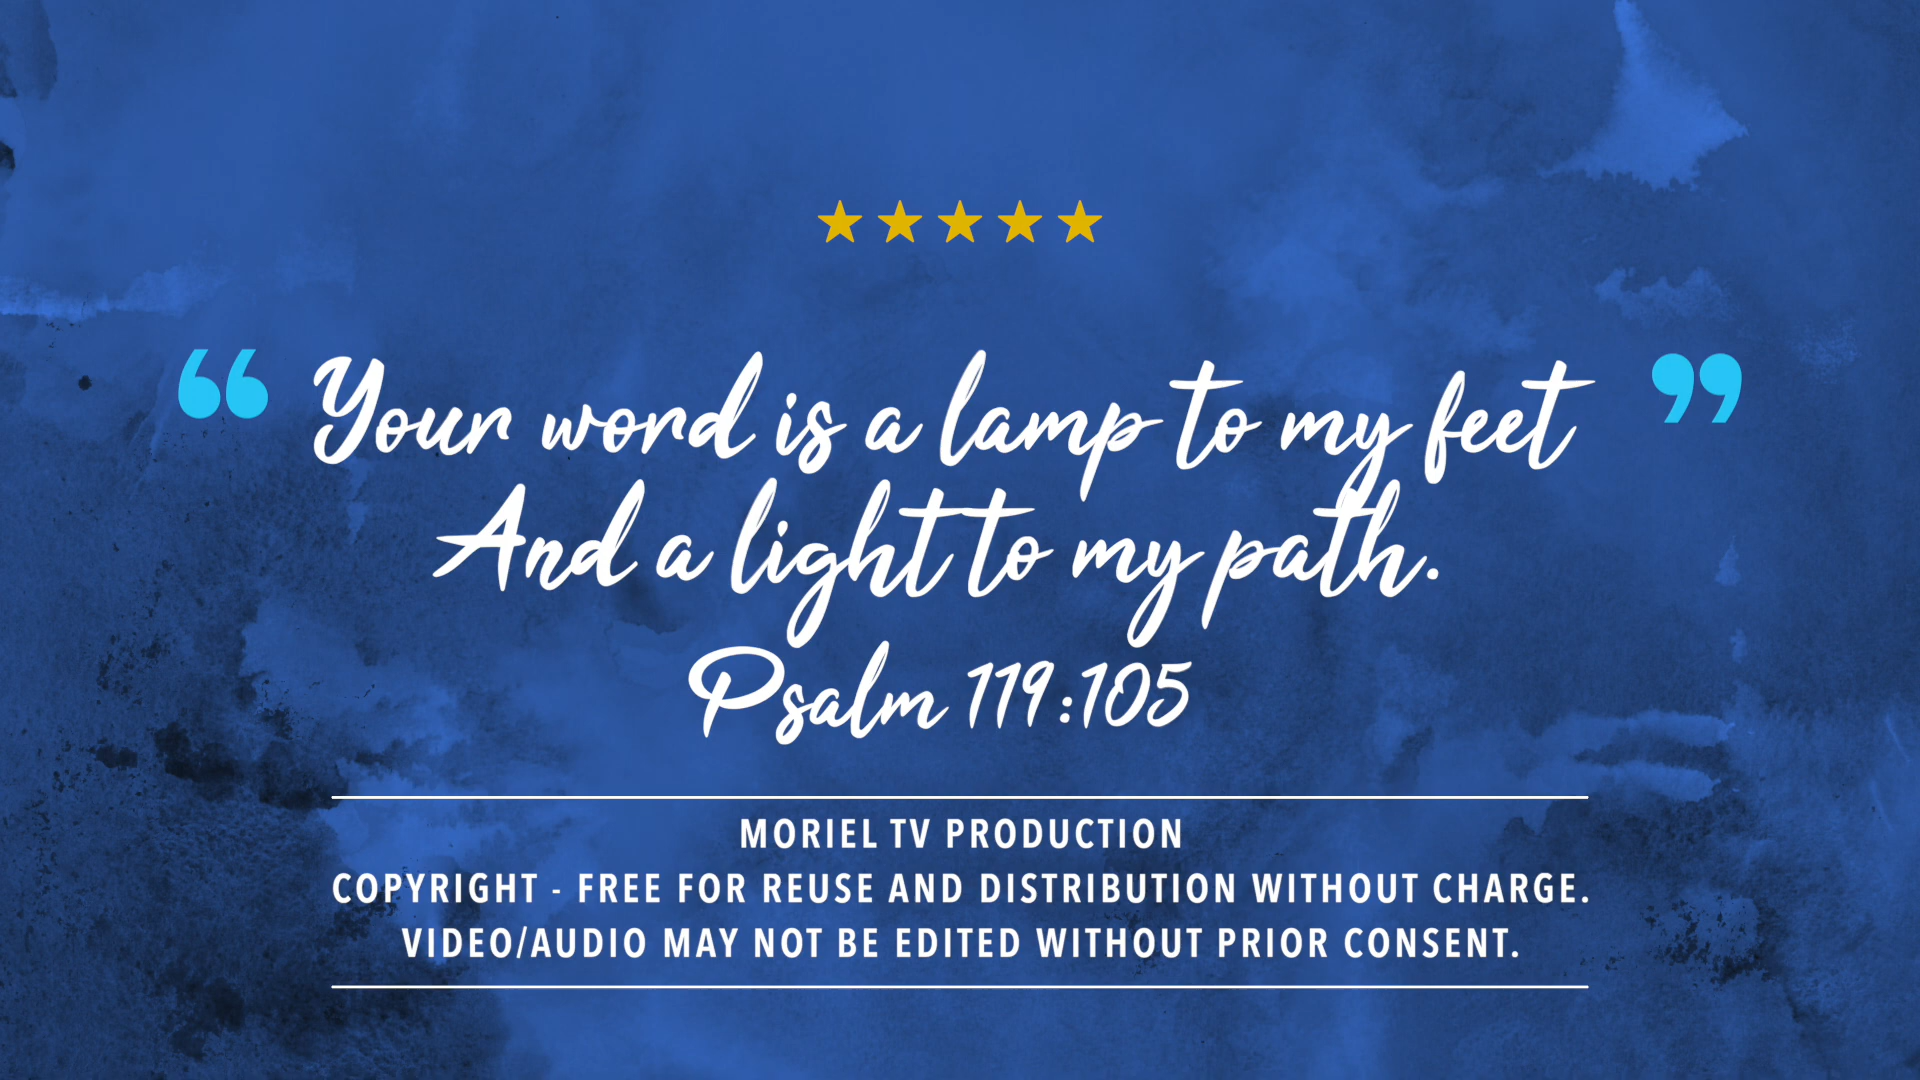 “ Your word is a lamp to my feet ”
And a light to my path.
Psalm 119:105
MORIEL TV PRODUCTION
COPYRIGHT - FREE FOR REUSE AND DISTRIBUTION WITHOUT CHARGE.
VIDEO/AUDIO MAY NOT BE EDITED WITHOUT PRIOR CONSENT.